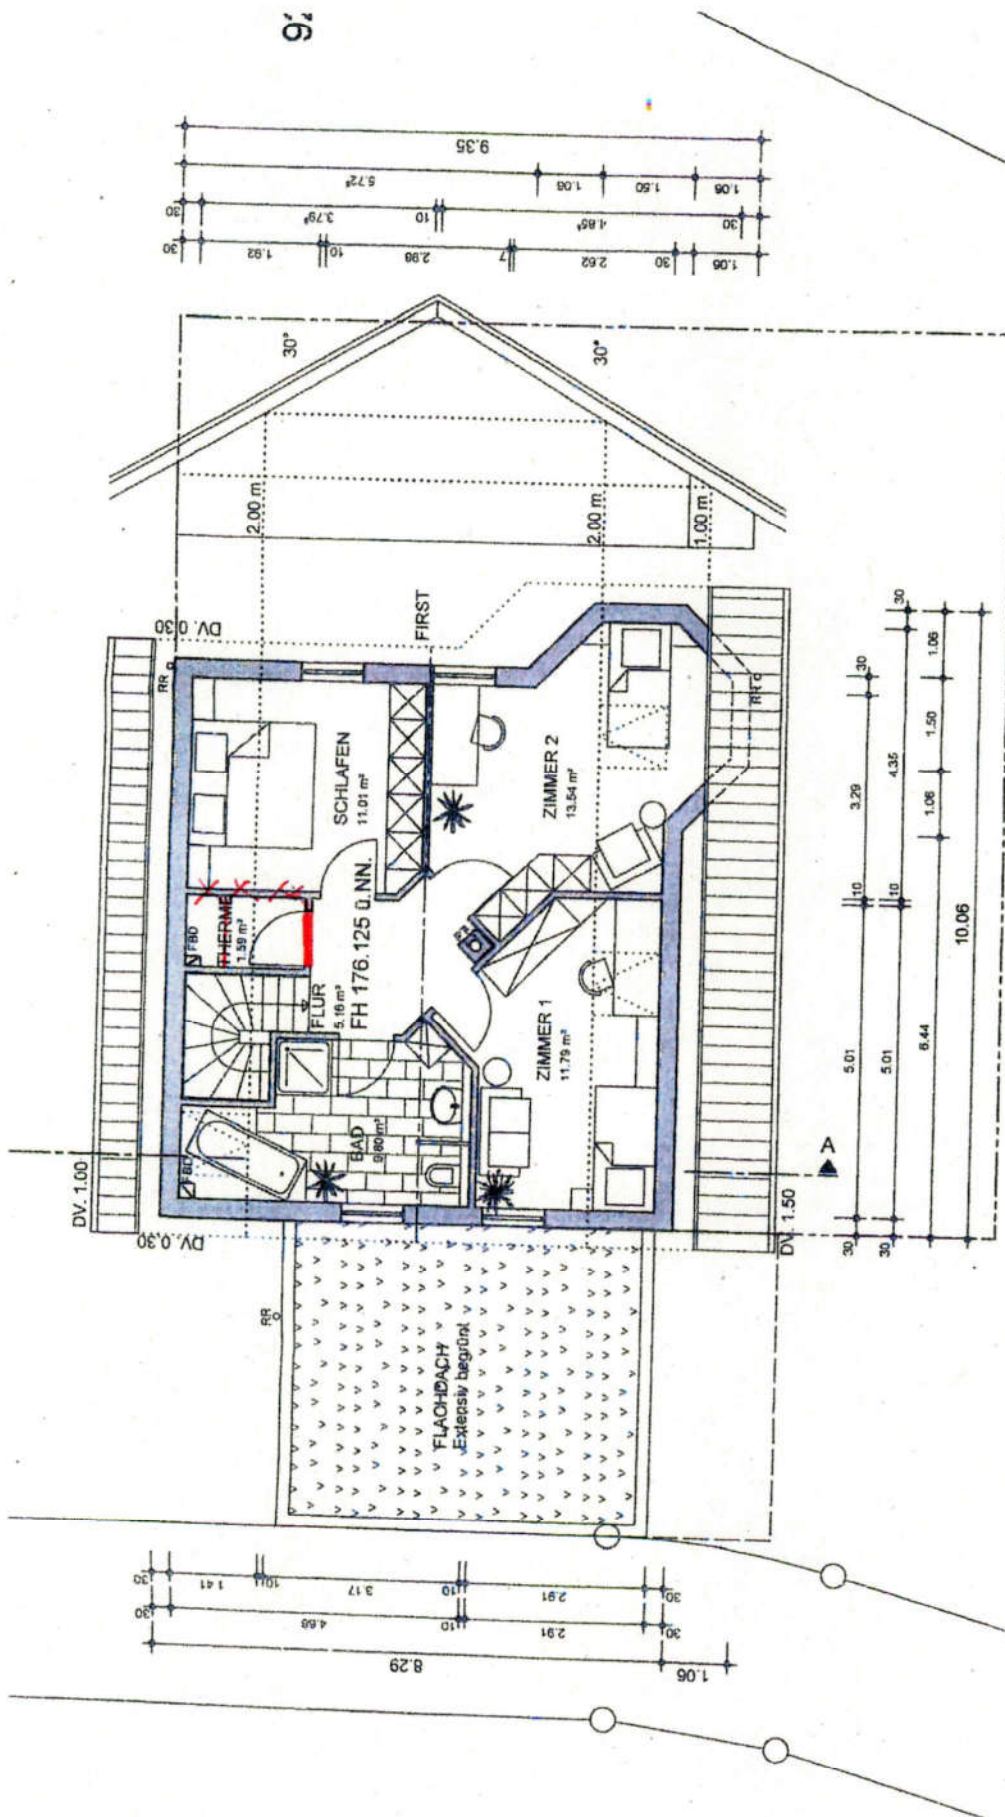 9.35
5.72⁵
1.06
1.50
1.06
30
3.79⁵
10
4.85⁵
30
30
1.92
10
2.98
7
2.62
30
1.06
30°
30°
2.00 m
2.00 m
1.00 m
DV. 0.30
RR
FIRST
SCHLAFEN
11.01 m²
ZIMMER 2
13.54 m²
RR
FBD
THERME
1.59 m²
FLUR
5.16 m²
FH 176.125 ü.NN.
ZIMMER 1
11.79 m²
BAD
9.80 m²
FBD
DV. 1.00
DV. 0.30
DV. 1.50
A
RR
FLACHDACH
Extensiv begrünt
30
3.29
10
5.01
30
30
4.35
10
5.01
30
1.06
1.50
1.06
6.44
10.06
30
1.41
10
3.17
10
2.91
30
30
4.68
10
2.91
30
8.29
1.06